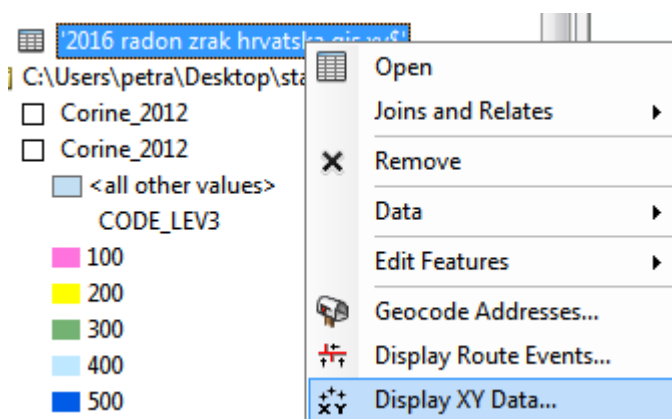 '2016 radon zrak hrvatska gis xy$'
C:\Users\petra\Desktop\sta
Corine_2012
Corine_2012
<all other values>
CODE_LEV3
100
200
300
400
500
Open
Joins and Relates
Remove
Data
Edit Features
Geocode Addresses...
Display Route Events...
Display XY Data...